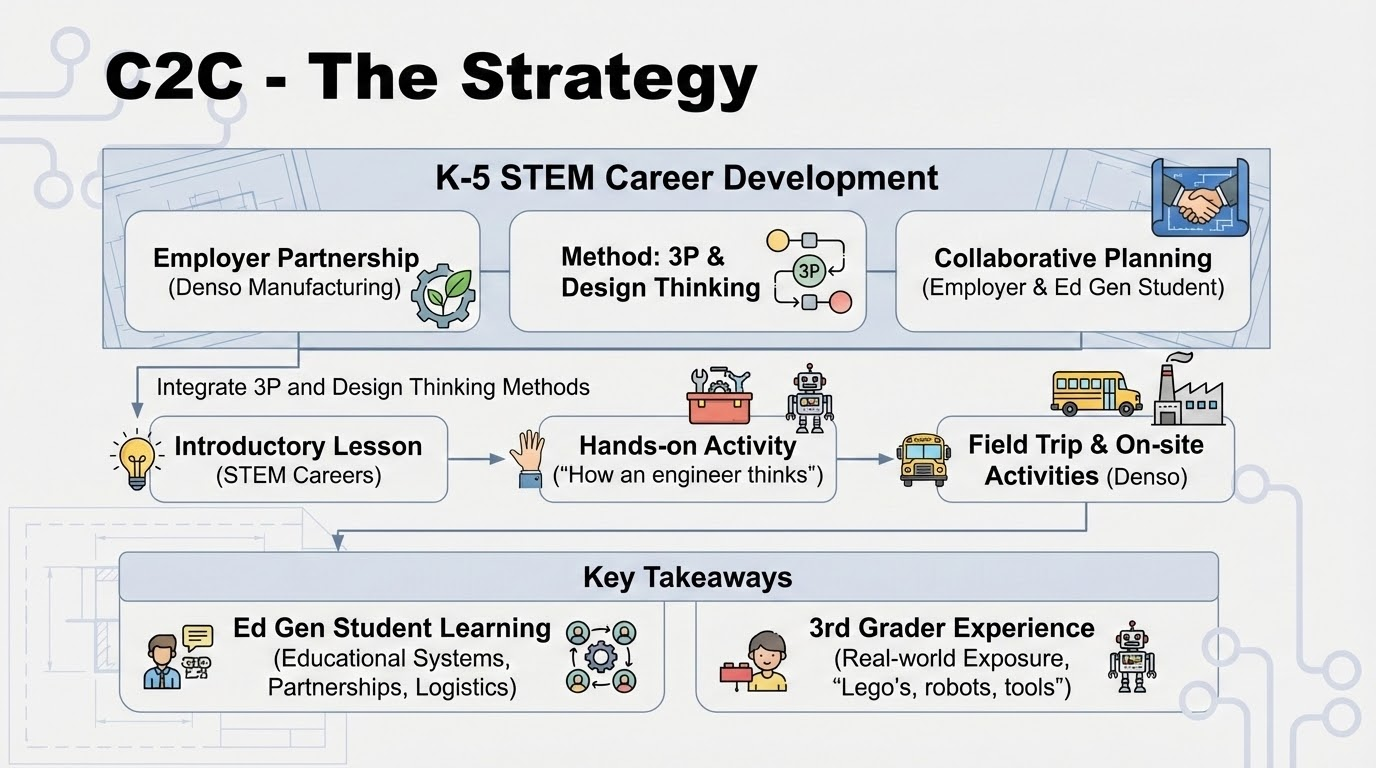 C2C - The Strategy
K-5 STEM Career Development
Employer Partnership
(Denso Manufacturing)
Method: 3P &
Design Thinking
3P
Collaborative Planning
(Employer & Ed Gen Student)
Integrate 3P and Design Thinking Methods
Introductory Lesson
(STEM Careers)
Hands-on Activity
(“How an engineer thinks”)
Field Trip & On-site
Activities (Denso)
Key Takeaways
Ed Gen Student Learning
(Educational Systems,
Partnerships, Logistics)
3rd Grader Experience
(Real-world Exposure,
“Lego’s, robots, tools”)